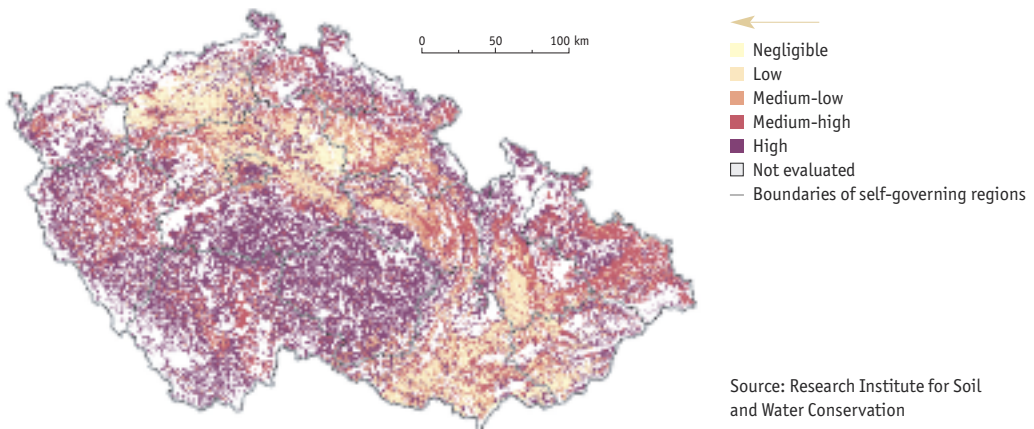 0 50 100 km
Negligible
Low
Medium-low
Medium-high
High
Not evaluated
Boundaries of self-governing regions
Source: Research Institute for Soil
and Water Conservation